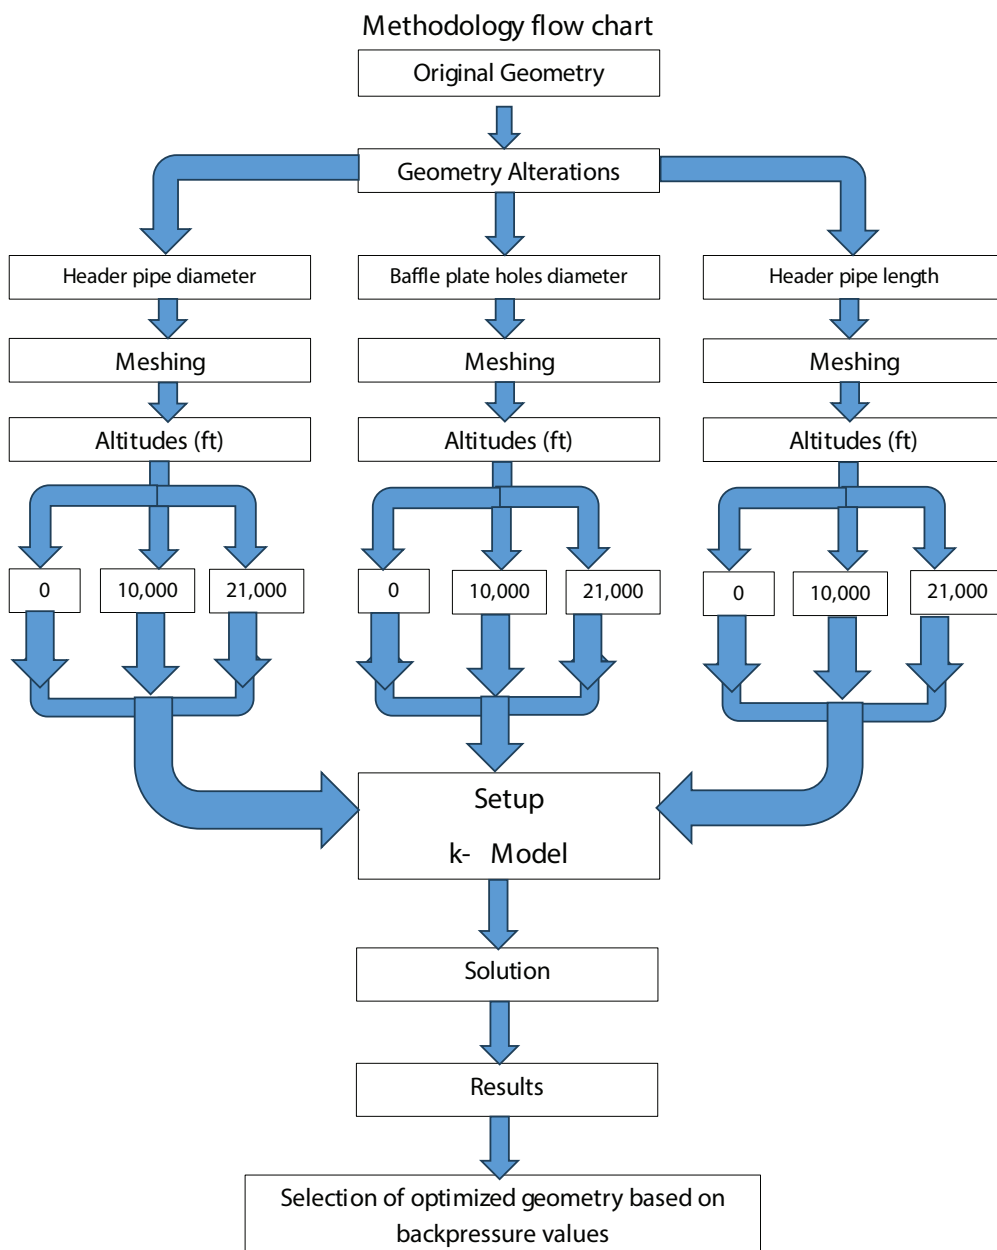 Methodology flow chart
Original Geometry
Geometry Alterations
Header pipe diameter
Baffle plate holes diameter
Header pipe length
Meshing
Meshing
Meshing
Altitudes (ft)
Altitudes (ft)
Altitudes (ft)
0
10,000
21,000
0
10,000
21,000
0
10,000
21,000
Setup
k- Model
Solution
Results
Selection of optimized geometry based on
backpressure values